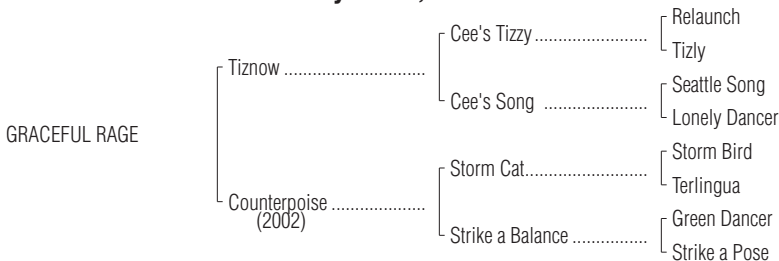 Relaunch
Cee's Tizzy ........................
Tizly
Tiznow .............................
Seattle Song
Cee's Song ......................
Lonely Dancer
GRACEFUL RAGE
Storm Bird
Storm Cat..........................
Terlingua
Counterpoise ...................
(2002)
Green Dancer
Strike a Balance ................
Strike a Pose